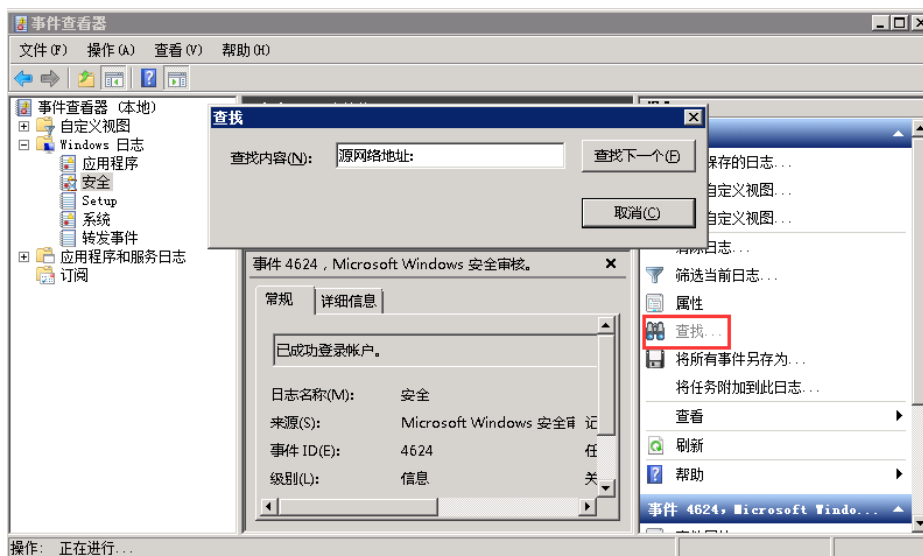 事件查看器
文件(F) 操作(A) 查看(V) 帮助(H)
事件查看器 (本地)
自定义视图
Windows 日志
应用程序
安全
Setup
系统
转发事件
应用程序和服务日志
订阅
查找
查找内容(N): 源网络地址: 查找下一个(F)
取消(C)
事件 4624，Microsoft Windows 安全审核。
常规 详细信息
已成功登录帐户。
日志名称(M): 安全
来源(S): Microsoft Windows 安全审 记
事件 ID(E): 4624 任
级别(L): 信息 关
保存的日志...
自定义视图...
自定义视图...
清除日志...
筛选当前日志...
属性
查找...
将所有事件另存为...
将任务附加到此日志...
查看
刷新
帮助
事件 4624，Microsoft Windo...
操作: 正在进行...